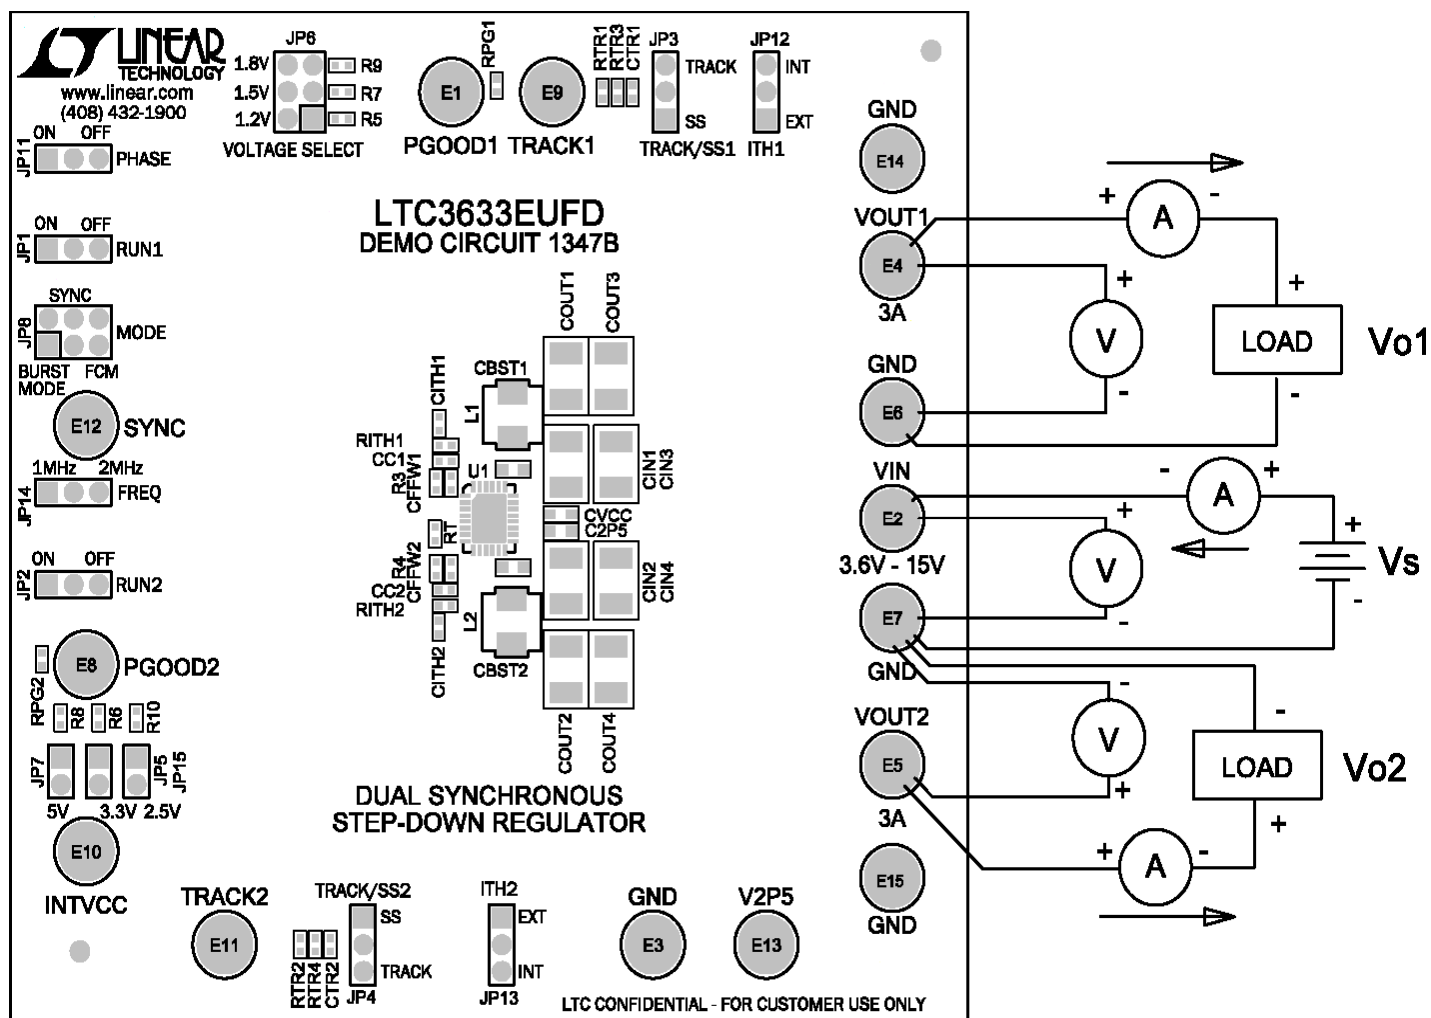 LINEAR
TECHNOLOGY
www.linear.com
(408) 432-1900
JP6
1.8V
R9
1.5V
R7
1.2V
R5
VOLTAGE SELECT
E1
RPG1
PGOOD1
E9
TRACK1
RTR1
RTR3
CTR1
JP3
TRACK
SS
TRACK/SS1
JP12
INT
EXT
ITH1
ON OFF
JP11
PHASE
ON OFF
JP1
RUN1
SYNC
JP8
MODE
BURST FCM
MODE
E12
SYNC
1MHz 2MHz
JP14
FREQ
ON OFF
JP2
RUN2
RPG2
E8
PGOOD2
R8
R6
R10
JP7
JP5
JP15
5V 3.3V 2.5V
E10
INTVCC
LTC3633EUFD
DEMO CIRCUIT 1347B
COUT1
COUT3
CBST1
L1
CITH1
RITH1
CC1
R3
CFFW1
U1
CIN1
CIN3
CVCC
C2P5
RT
R4
CFFW2
CC2
RITH2
CITH2
L2
CBST2
CIN2
CIN4
COUT2
COUT4
DUAL SYNCHRONOUS
STEP-DOWN REGULATOR
TRACK2
E11
RTR2
RTR4
CTR2
TRACK/SS2
SS
TRACK
JP4
ITH2
EXT
INT
JP13
GND
E3
V2P5
E13
LTC CONFIDENTIAL - FOR CUSTOMER USE ONLY
GND
E14
VOUT1
E4
3A
GND
E6
VIN
E2
3.6V - 15V
E7
GND
VOUT2
E5
3A
E15
GND
+ A -
+
V
-
+
LOAD
-
Vo1
- A +
+
V
-
+
Vs
-
-
V
+
-
LOAD
+
Vo2
+ A -